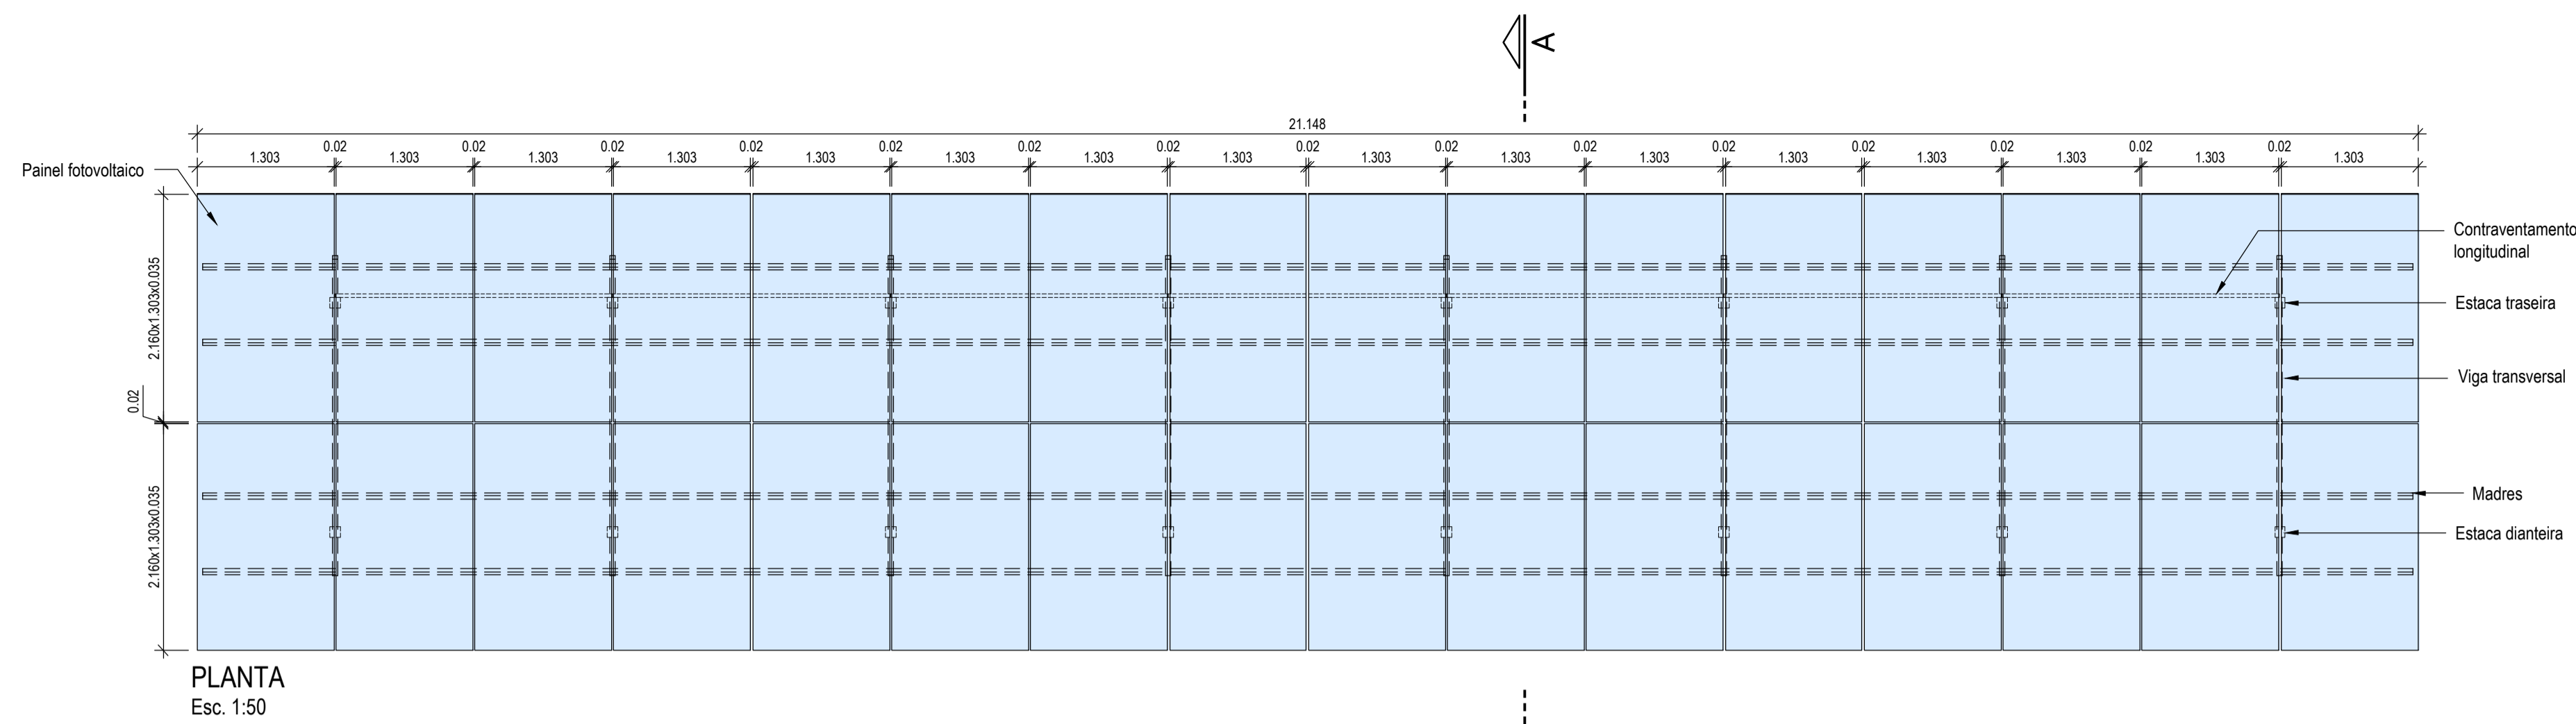 A
21.148
0.02 0.02 0.02 0.02 0.02 0.02 0.02 0.02 0.02 0.02 0.02 0.02 0.02 0.02 0.02
1.303 1.303 1.303 1.303 1.303 1.303 1.303 1.303 1.303 1.303 1.303 1.303 1.303 1.303 1.303 1.303
Painel fotovoltaico
2.160x1.303x0.035
0.02
2.160x1.303x0.035
Contraventamento
longitudinal
Estaca traseira
Viga transversal
Madres
Estaca dianteira
PLANTA
Esc. 1:50